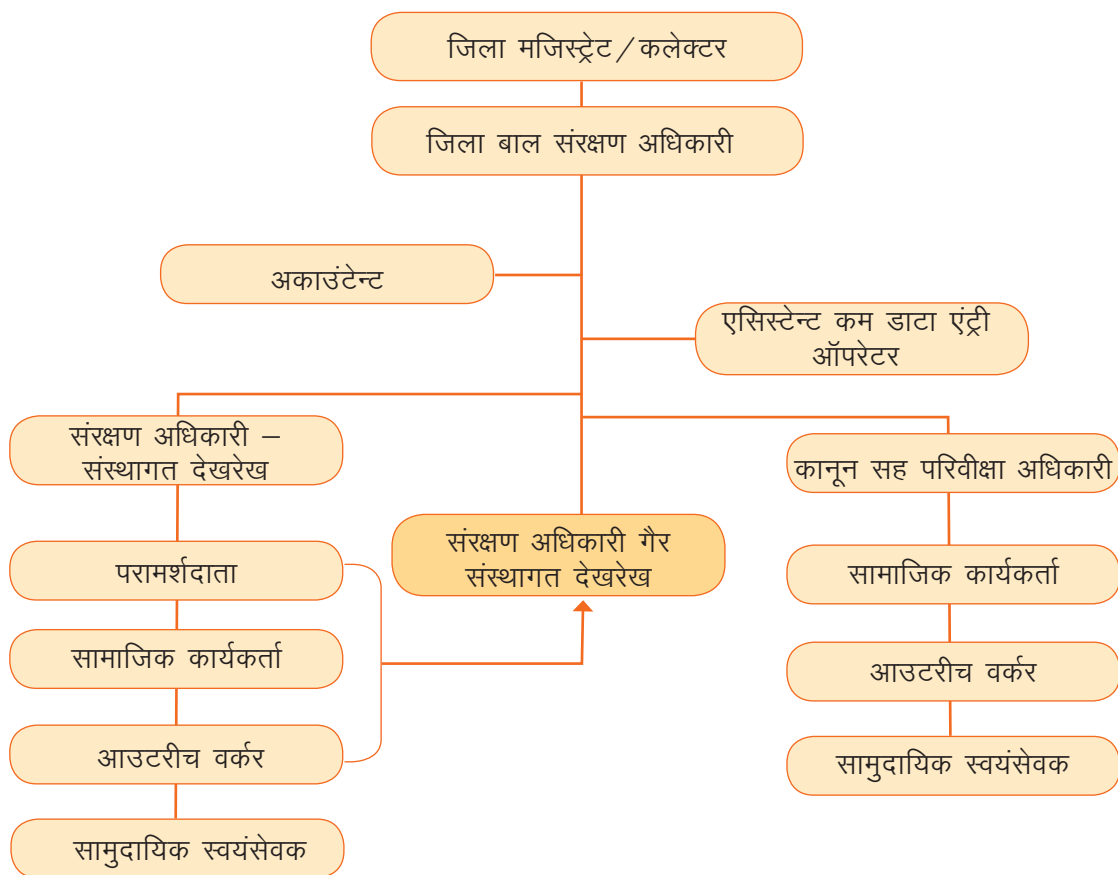 जिला मजिस्ट्रेट/कलेक्टर
जिला बाल संरक्षण अधिकारी
अकाउंटेन्ट
एसिस्टेन्ट कम डाटा एंट्री
ऑपरेटर
संरक्षण अधिकारी –
संस्थागत देखरेख
कानून सह परिवीक्षा अधिकारी
संरक्षण अधिकारी गैर
संस्थागत देखरेख
परामर्शदाता
सामाजिक कार्यकर्ता
आउटरीच वर्कर
सामुदायिक स्वयंसेवक
सामाजिक कार्यकर्ता
आउटरीच वर्कर
सामुदायिक स्वयंसेवक